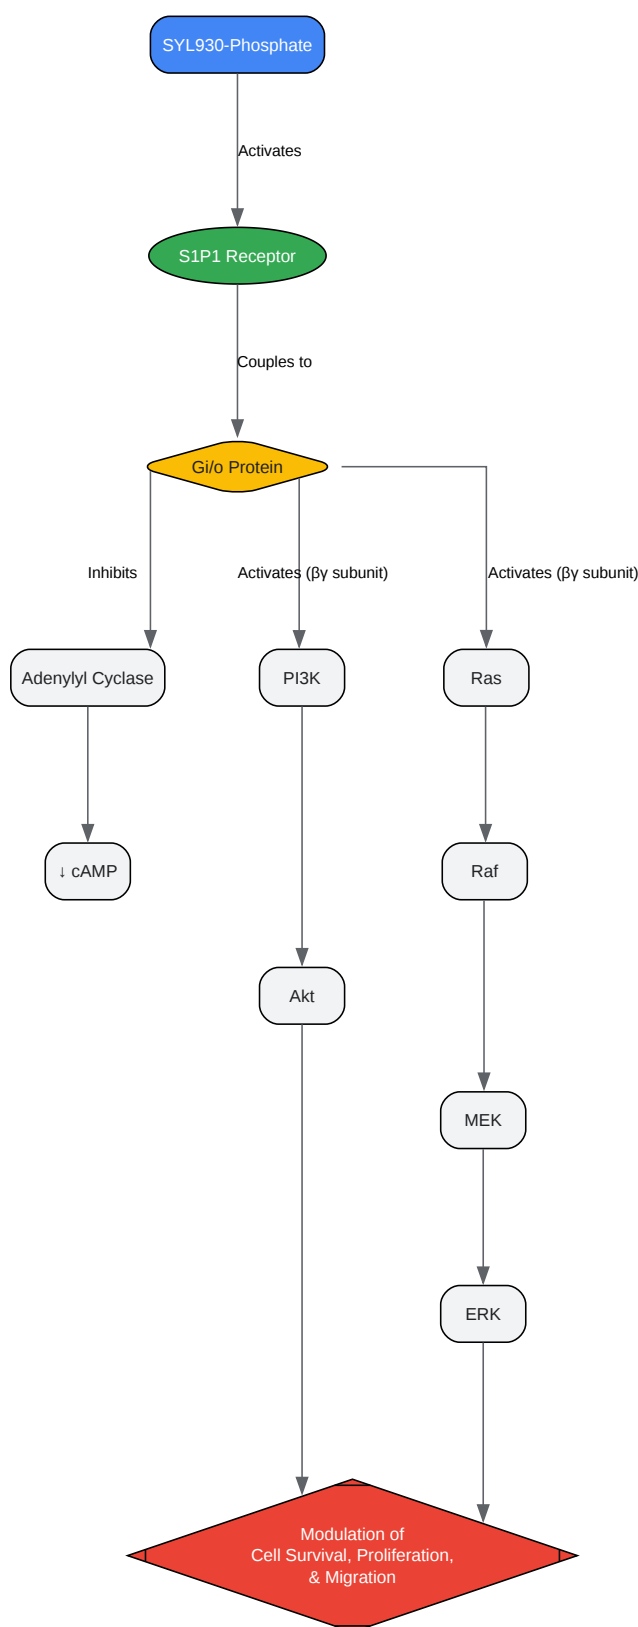 SYL930-Phosphate
Activates
S1P1 Receptor
Couples to
Gi/o Protein
Inhibits
Activates (βγ subunit)
Activates (βγ subunit)
Adenylyl Cyclase
PI3K
Ras
↓ cAMP
Raf
Akt
MEK
ERK
Modulation of
Cell Survival, Proliferation,
& Migration